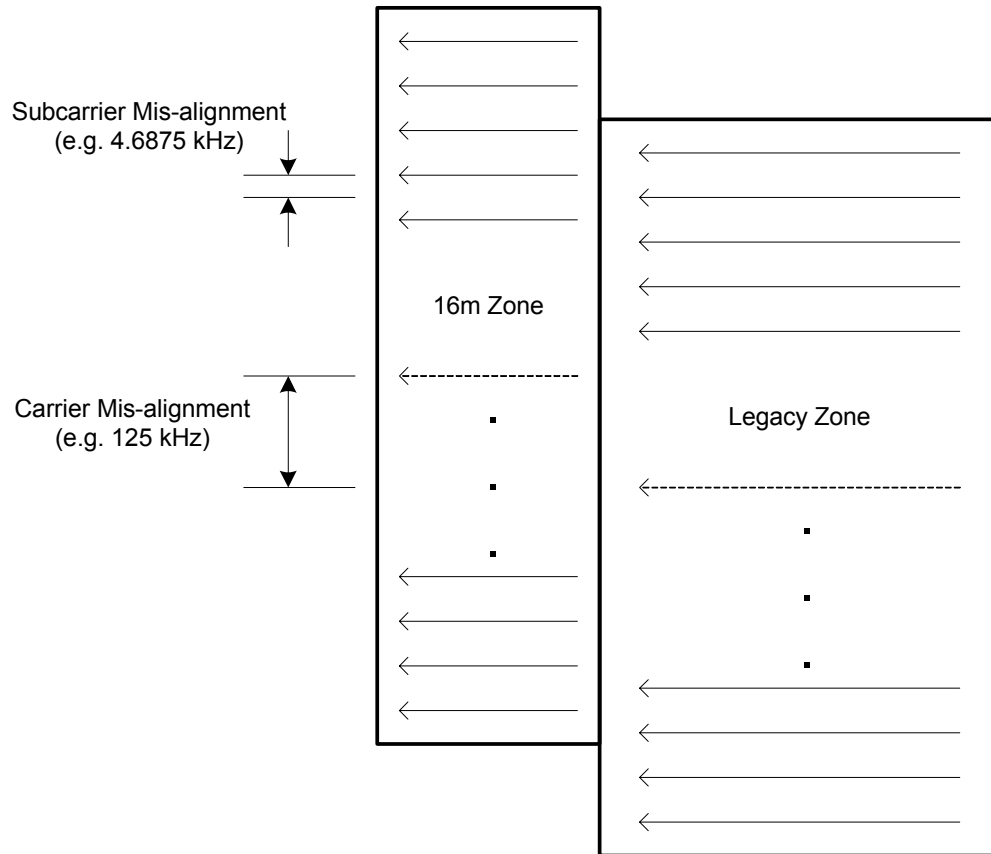 Subcarrier Mis-alignment
(e.g. 4.6875 kHz)
16m Zone
Carrier Mis-alignment
(e.g. 125 kHz)
Legacy Zone